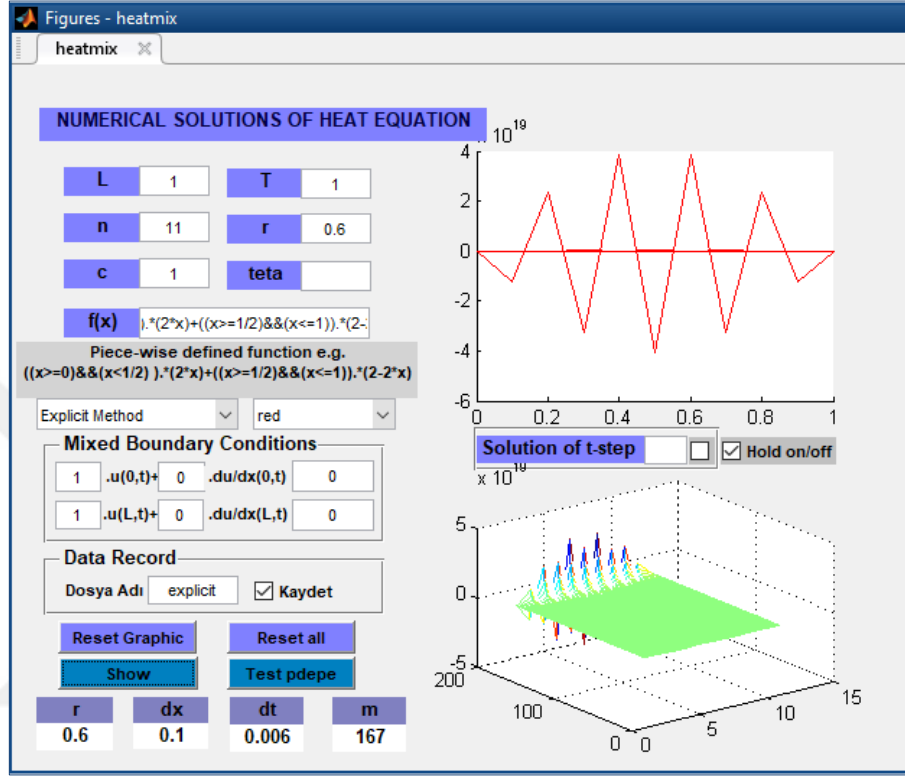 Figures - heatmix
heatmix
NUMERICAL SOLUTIONS OF HEAT EQUATION
L 1 T 1
n 11 r 0.6
c 1 teta
f(x) ).*(2*x)+((x>=1/2)&&(x<=1)).*(2-
Piece-wise defined function e.g.
((x>=0)&&(x<1/2) ).*(2*x)+((x>=1/2)&&(x<=1)).*(2-2*x)
Explicit Method red
Mixed Boundary Conditions
1 .u(0,t)+ 0 .du/dx(0,t) 0
1 .u(L,t)+ 0 .du/dx(L,t) 0
Data Record
Dosya Adı explicit Kaydet
Reset Graphic Reset all
Show Test pdepe
r dx dt m
0.6 0.1 0.006 167
10^19
4
2
0
-2
-4
-6
0 0.2 0.4 0.6 0.8 1
Solution of t-step Hold on/off
x 10^19
5
0
-5
200
100
0
0
5
10
15